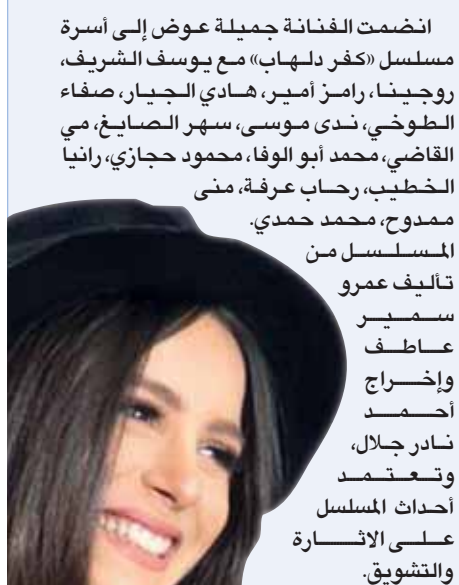 انضمت الفنانة جميلة عوض إلى أسرة
مسلسل «كفر دلهاب» مع يوسف الشريف،
روجينا، رامز أمير، هادي الجيار، صفاء
الطوخي، ندى موسى، سهر الصايغ، مي
القاضي، محمد أبو الوفا، محمود حجازي، رانيا
الخطيب، رحاب عرفة، منى
ممدوح، محمد حمدي.
المسلسل من
تأليف عمرو
سمير
عاطف
وإخراج
أحمد
نادر جلال،
وتعتمد
أحداث المسلسل
على الاثارة
والتشويق.